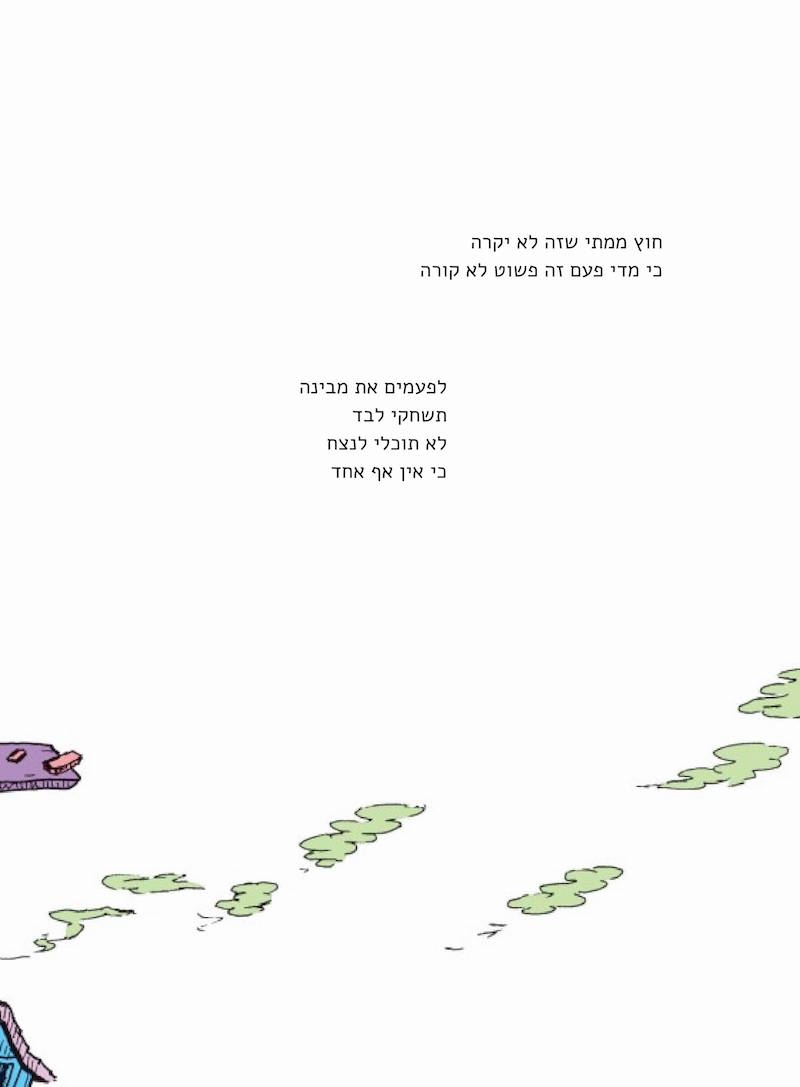 חוץ ממתי שזה לא יקרה
כי מדי פעם זה פשוט לא קורה
לפעמים את מבינה
תשחקי לבד
לא תוכלי לנצח
כי אין אף אחד